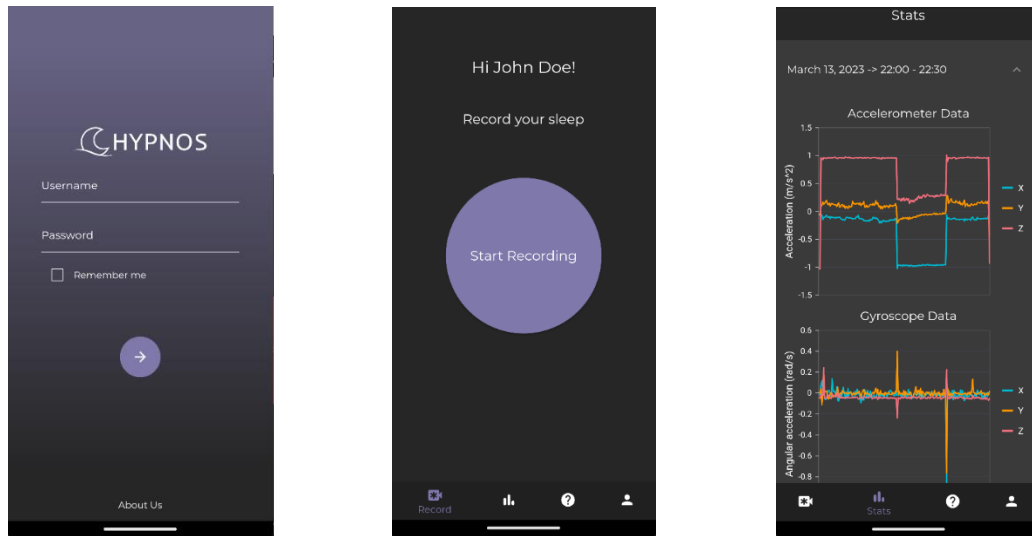 HYPNOS
Username
Password
Remember me
About Us
Hi John Doe!
Record your sleep
Start Recording
Record
Stats
March 13, 2023 -> 22:00 - 22:30
Accelerometer Data
Acceleration (m/s^2)
1.5
1
0.5
0
-0.5
-1
-1.5
X
Y
Z
Gyroscope Data
Angular acceleration (rad/s)
0.6
0.4
0.2
0
-0.2
-0.4
-0.6
-0.8
X
Y
Z
Stats